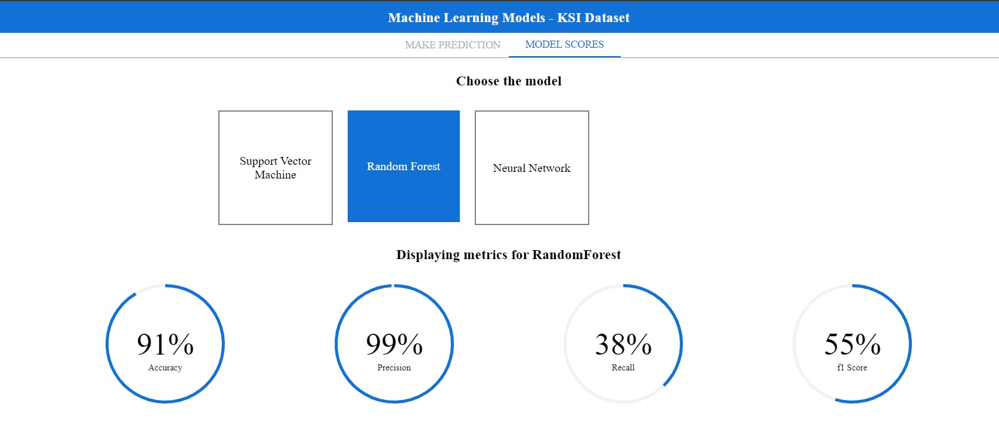 Machine Learning Models - KSI Dataset
MAKE PREDICTION
MODEL SCORES
Choose the model
Support Vector
Machine
Random Forest
Neural Network
Displaying metrics for RandomForest
91%
Accuracy
99%
Precision
38%
Recall
55%
f1 Score